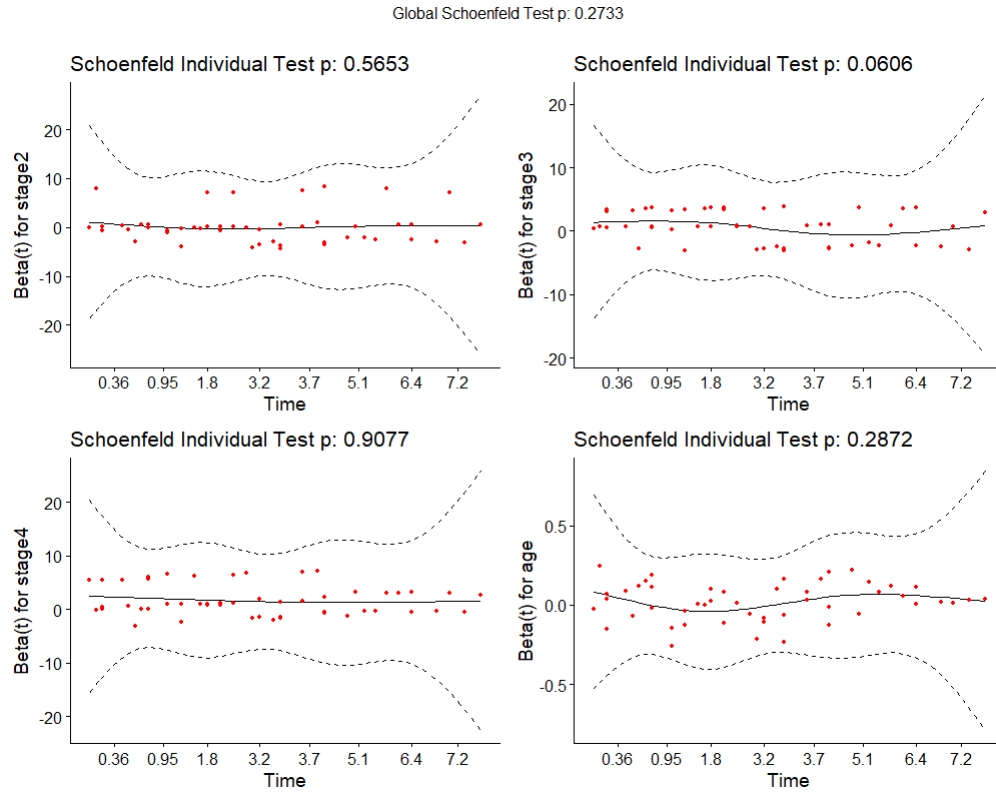 Global Schoenfeld Test p: 0.2733
Schoenfeld Individual Test p: 0.5653
Beta(t) for stage2
20
10
0
-10
-20
0.36 0.95 1.8 3.2 3.7 5.1 6.4 7.2
Time
Schoenfeld Individual Test p: 0.0606
Beta(t) for stage3
20
10
0
-10
-20
0.36 0.95 1.8 3.2 3.7 5.1 6.4 7.2
Time
Schoenfeld Individual Test p: 0.9077
Beta(t) for stage4
20
10
0
-10
-20
0.36 0.95 1.8 3.2 3.7 5.1 6.4 7.2
Time
Schoenfeld Individual Test p: 0.2872
Beta(t) for age
0.5
0.0
-0.5
0.36 0.95 1.8 3.2 3.7 5.1 6.4 7.2
Time